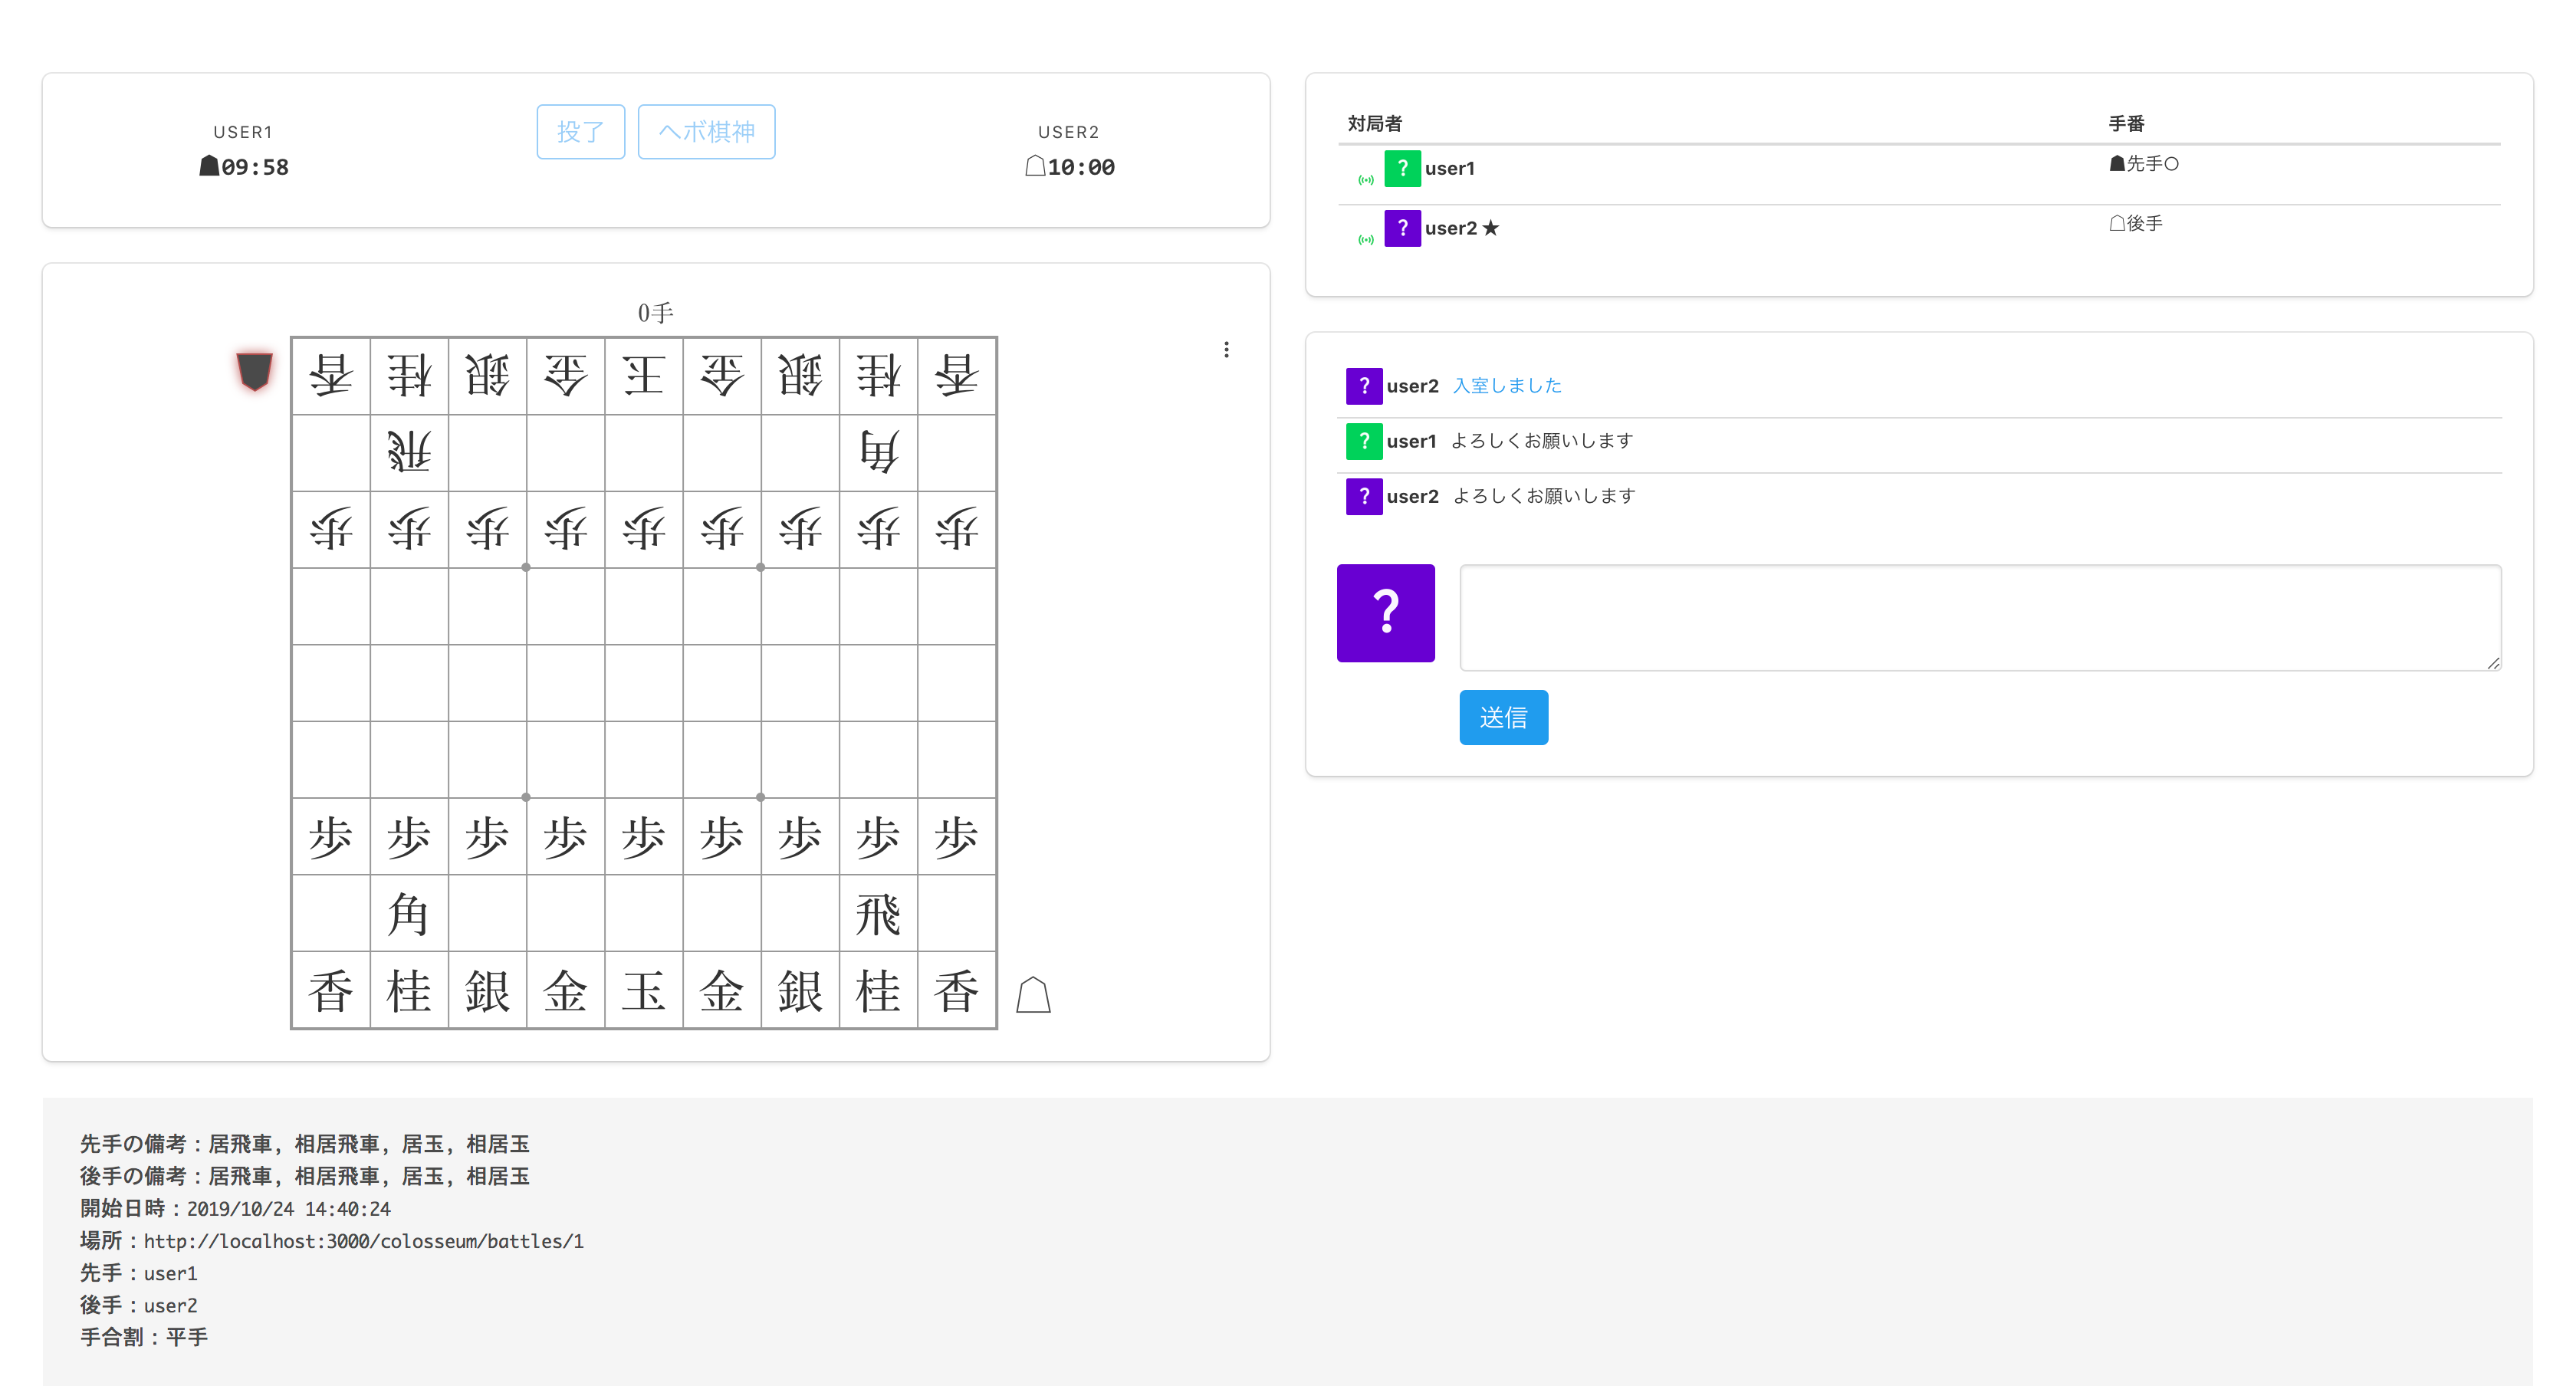 USER1
☗09:58
投了 ヘボ棋神
USER2
☖10:00
0手
香 桂 銀 金 王 金 銀 桂 香
飛 角
歩 歩 歩 歩 歩 歩 歩 歩 歩
歩 歩 歩 歩 歩 歩 歩 歩 歩
角 飛
香 桂 銀 金 玉 金 銀 桂 香
対局者 手番
? user1 ☗先手○
? user2 ★ ☖後手
? user2 入室しました
? user1 よろしくお願いします
? user2 よろしくお願いします
?
送信
先手の備考：居飛車, 相居飛車, 居玉, 相居玉
後手の備考：居飛車, 相居飛車, 居玉, 相居玉
開始日時：2019/10/24 14:40:24
場所：http://localhost:3000/colosseum/battles/1
先手：user1
後手：user2
手合割：平手